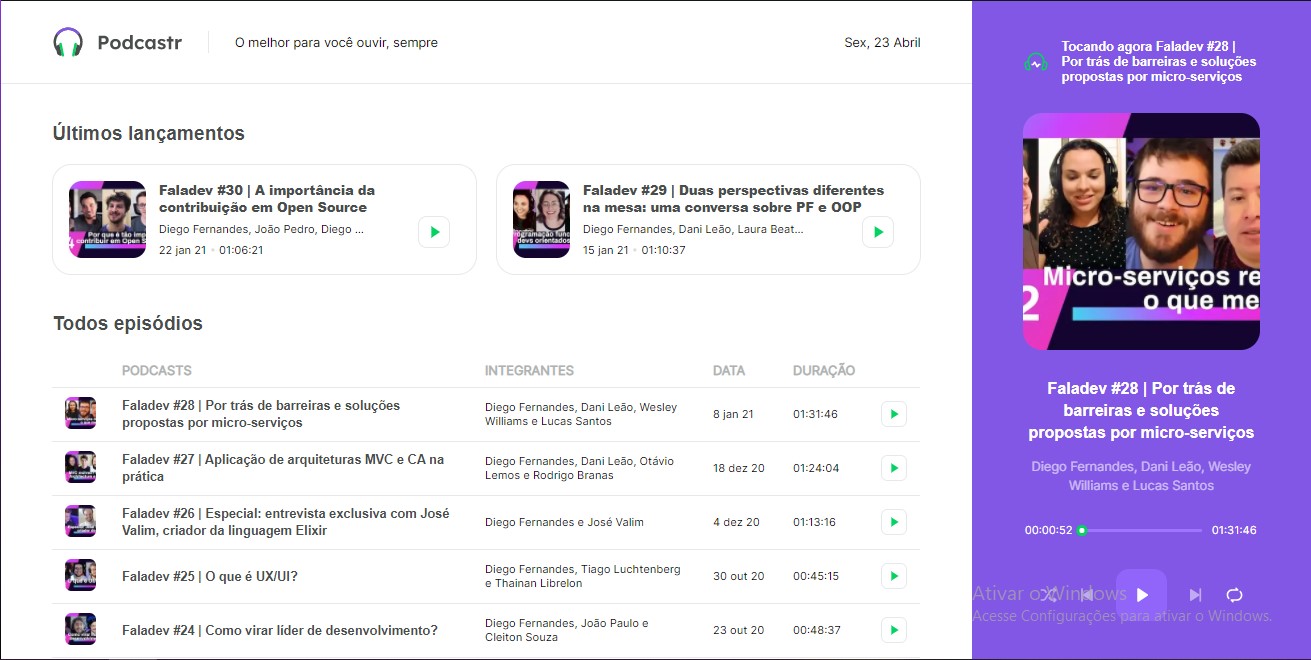 Podcastr
O melhor para você ouvir, sempre
Sex, 23 Abril
Últimos lançamentos
Por que é tão imp
contribuir em Open S
Faladev #30 | A importância da
contribuição em Open Source
Diego Fernandes, João Pedro, Diego ...
22 jan 21 • 01:06:21
ogramação func
devs orientados
Faladev #29 | Duas perspectivas diferentes
na mesa: uma conversa sobre PF e OOP
Diego Fernandes, Dani Leão, Laura Beat...
15 jan 21 • 01:10:37
Todos episódios
PODCASTS INTEGRANTES DATA DURAÇÃO
Faladev #28 | Por trás de barreiras e soluções
propostas por micro-serviços
Diego Fernandes, Dani Leão, Wesley
Williams e Lucas Santos
8 jan 21
01:31:46
Faladev #27 | Aplicação de arquiteturas MVC e CA na
prática
Diego Fernandes, Dani Leão, Otávio
Lemos e Rodrigo Branas
18 dez 20
01:24:04
Faladev #26 | Especial: entrevista exclusiva com José
Valim, criador da linguagem Elixir
Diego Fernandes e José Valim
4 dez 20
01:13:16
Faladev #25 | O que é UX/UI?
Diego Fernandes, Tiago Luchtenberg
e Thainan Librelon
30 out 20
00:45:15
Faladev #24 | Como virar líder de desenvolvimento?
Diego Fernandes, João Paulo e
Cleiton Souza
23 out 20
00:48:37
Tocando agora Faladev #28 |
Por trás de barreiras e soluções
propostas por micro-serviços
Micro-serviços re
2 o que me
Faladev #28 | Por trás de
barreiras e soluções
propostas por micro-serviços
Diego Fernandes, Dani Leão, Wesley
Williams e Lucas Santos
00:00:52 01:31:46
Ativar o Windows
Acesse Configurações para ativar o Windows.